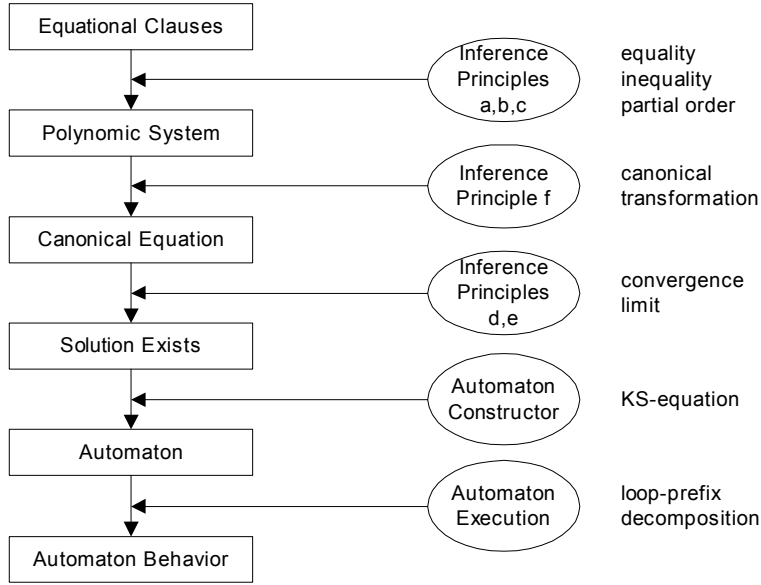 Equational Clauses
Inference
Principles
a,b,c
equality
inequality
partial order
Polynomic System
Inference
Principle f
canonical
transformation
Canonical Equation
Inference
Principles
d,e
convergence
limit
Solution Exists
Automaton
Constructor
KS-equation
Automaton
Automaton
Execution
loop-prefix
decomposition
Automaton Behavior